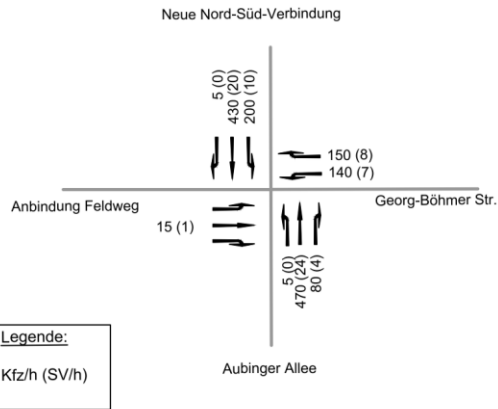 Neue Nord-Süd-Verbindung
5 (0)
430 (20)
200 (10)
150 (8)
140 (7)
Anbindung Feldweg
Georg-Böhmer Str.
15 (1)
5 (0)
470 (24)
80 (4)
Legende:
Kfz/h (SV/h)
Aubinger Allee